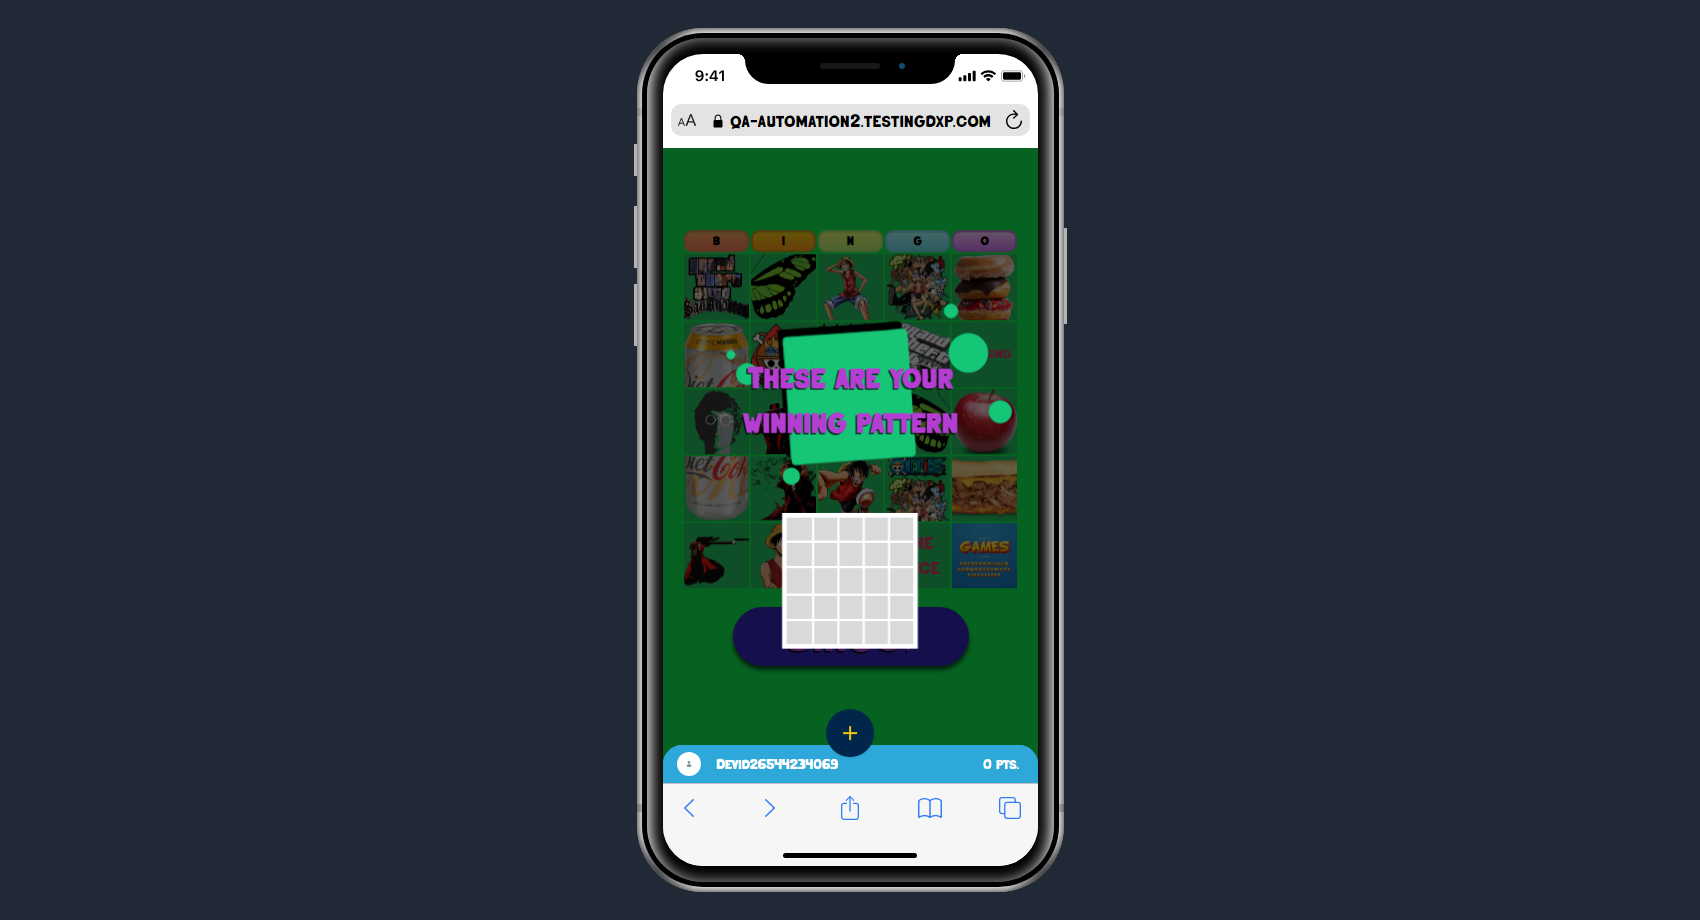 9:41
AA QA-AUTOMATION2.TESTINGDXP.COM
B I N G O
THESE ARE YOUR
WINNING PATTERN
GAMES
DEVID26544234069 0 PTS.